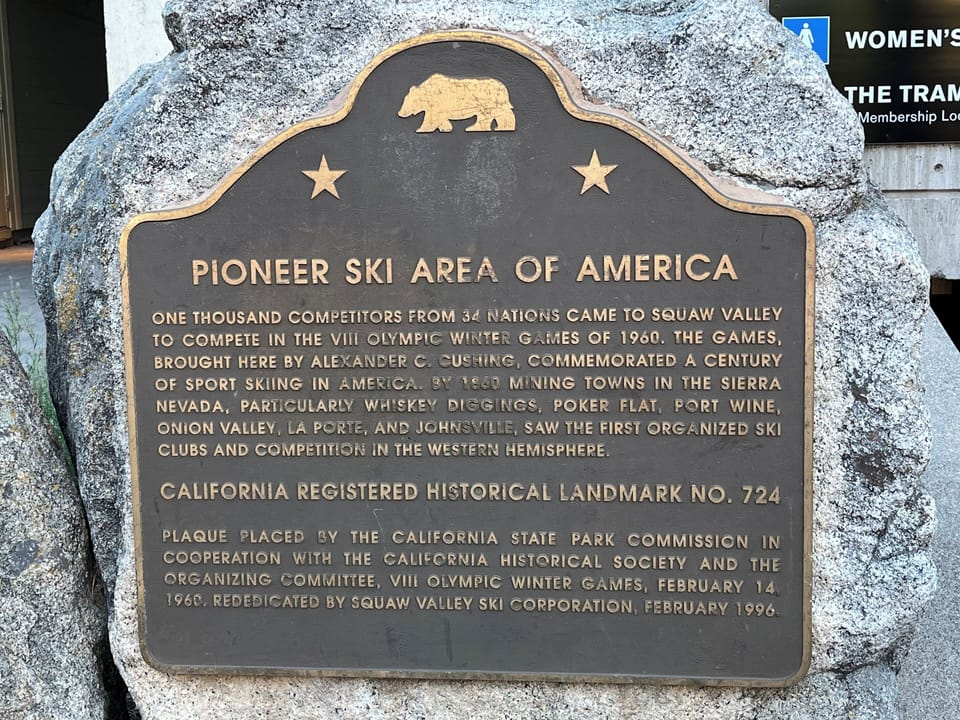 WOMEN'S
THE TRAM
Membership Loc
PIONEER SKI AREA OF AMERICA
ONE THOUSAND COMPETITORS FROM 34 NATIONS CAME TO SQUAW VALLEY
TO COMPETE IN THE VIII OLYMPIC WINTER GAMES OF 1960. THE GAMES,
BROUGHT HERE BY ALEXANDER C. CUSHING, COMMEMORATED A CENTURY
OF SPORT SKIING IN AMERICA. BY 1860 MINING TOWNS IN THE SIERRA
NEVADA, PARTICULARLY WHISKEY DIGGINGS, POKER FLAT, PORT WINE,
ONION VALLEY, LA PORTE, AND JOHNSVILLE, SAW THE FIRST ORGANIZED SKI
CLUBS AND COMPETITION IN THE WESTERN HEMISPHERE.
CALIFORNIA REGISTERED HISTORICAL LANDMARK NO. 724
PLAQUE PLACED BY THE CALIFORNIA STATE PARK COMMISSION IN
COOPERATION WITH THE CALIFORNIA HISTORICAL SOCIETY AND THE
ORGANIZING COMMITTEE, VIII OLYMPIC WINTER GAMES, FEBRUARY 14,
1960. REDEDICATED BY SQUAW VALLEY SKI CORPORATION, FEBRUARY 1996.